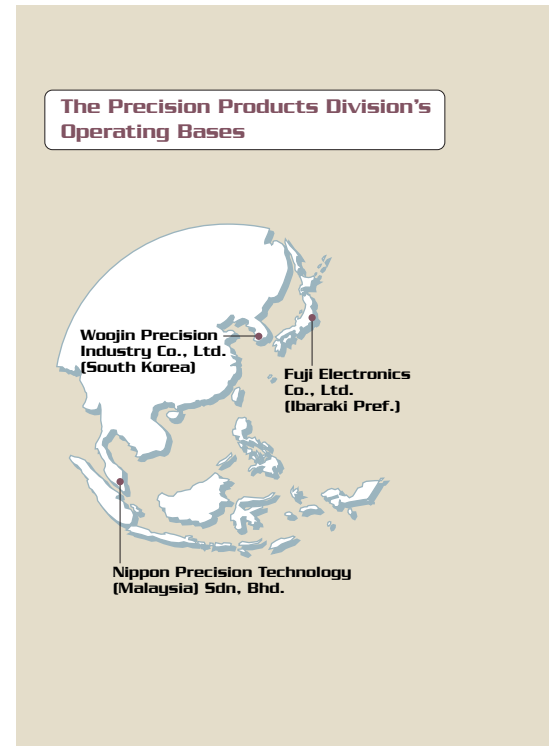 The Precision Products Division's
Operating Bases
Woojin Precision
Industry Co., Ltd.
(South Korea)
Fuji Electronics
Co., Ltd.
(Ibaraki Pref.)
Nippon Precision Technology
(Malaysia) Sdn, Bhd.